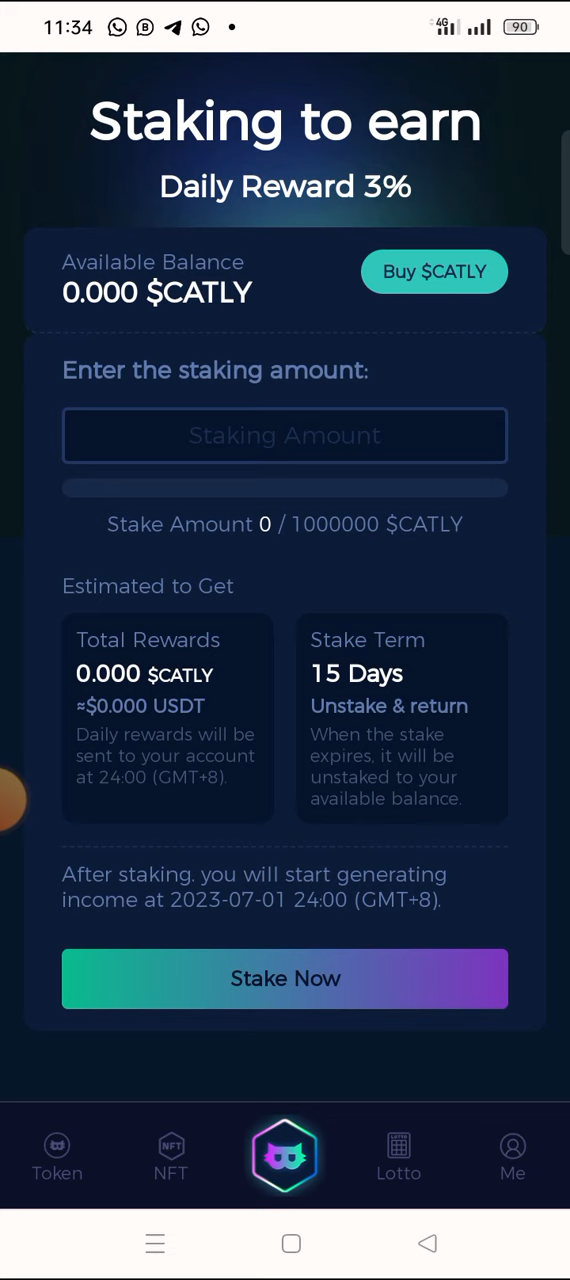 11:34
4G
90
Staking to earn
Daily Reward 3%
Available Balance
0.000 $CATLY
Buy $CATLY
Enter the staking amount:
Staking Amount
Stake Amount 0 / 1000000 $CATLY
Estimated to Get
Total Rewards
0.000 $CATLY
≈$0.000 USDT
Daily rewards will be
sent to your account
at 24:00 (GMT+8).
Stake Term
15 Days
Unstake & return
When the stake
expires, it will be
unstaked to your
available balance.
After staking, you will start generating
income at 2023-07-01 24:00 (GMT+8).
Stake Now
Token
NFT
NFT
Lotto
Me